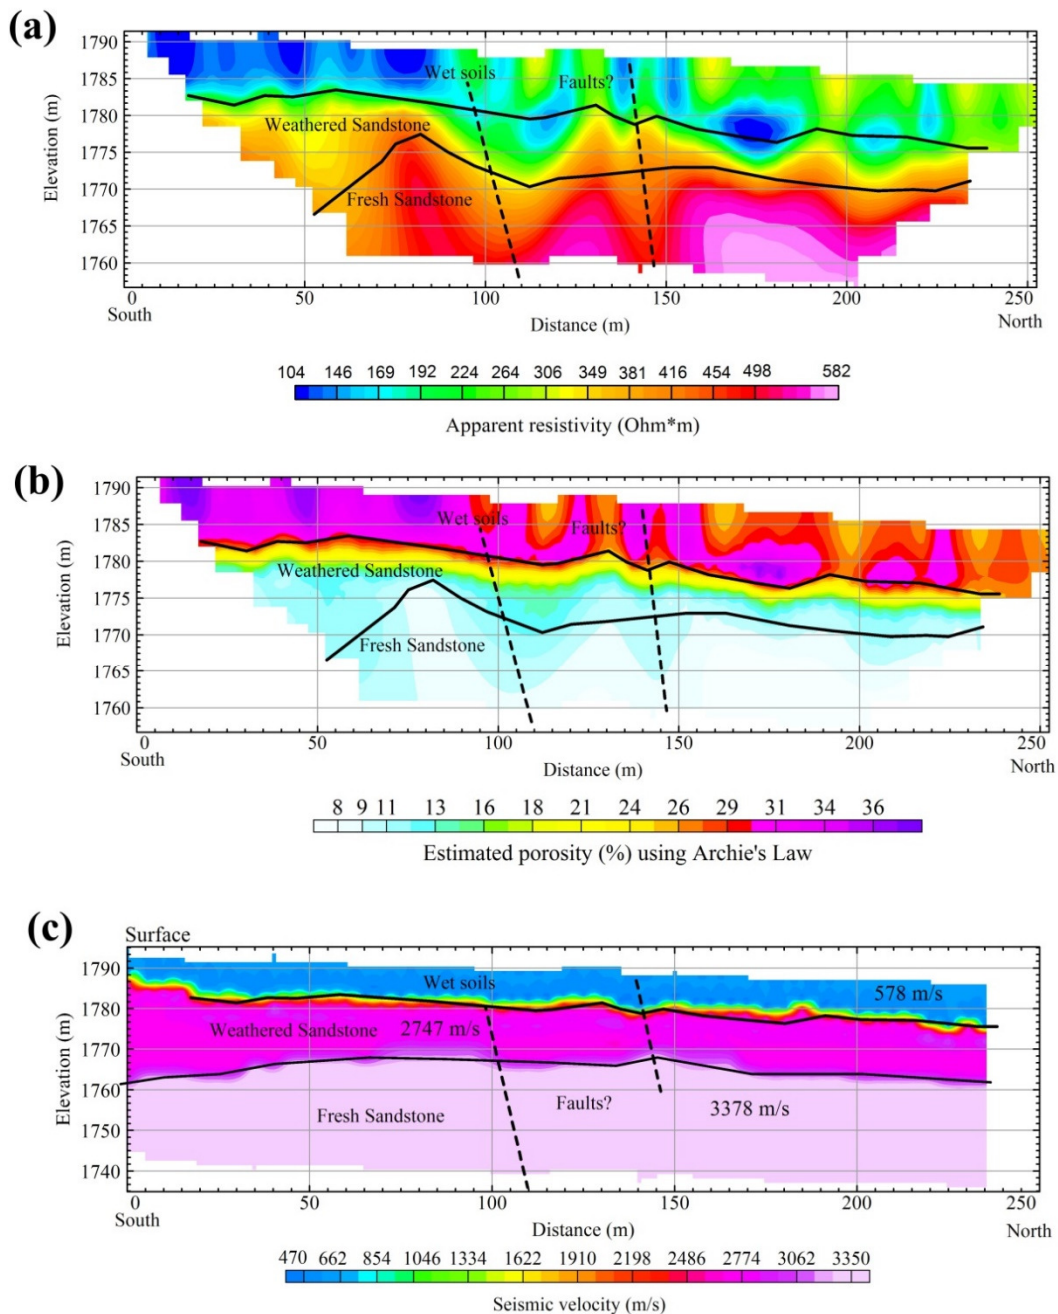 (a)
1790
1785
1780
1775
1770
1765
1760
Elevation (m)
Wet soils
Faults?
Weathered Sandstone
Fresh Sandstone
0 50 100 150 200 250
South North
Distance (m)
104 146 169 192 224 264 306 349 381 416 454 498 582
Apparent resistivity (Ohm*m)
(b)
1790
1785
1780
1775
1770
1765
1760
Elevation (m)
Wet soils
Faults?
Weathered Sandstone
Fresh Sandstone
0 50 100 150 200 250
South North
Distance (m)
8 9 11 13 16 18 21 24 26 29 31 34 36
Estimated porosity (%) using Archie's Law
(c)
Surface
1790
1780
1770
1760
1750
1740
Elevation (m)
Wet soils
578 m/s
Weathered Sandstone 2747 m/s
Faults?
3378 m/s
Fresh Sandstone
0 50 100 150 200 250
South North
Distance (m)
470 662 854 1046 1334 1622 1910 2198 2486 2774 3062 3350
Seismic velocity (m/s)